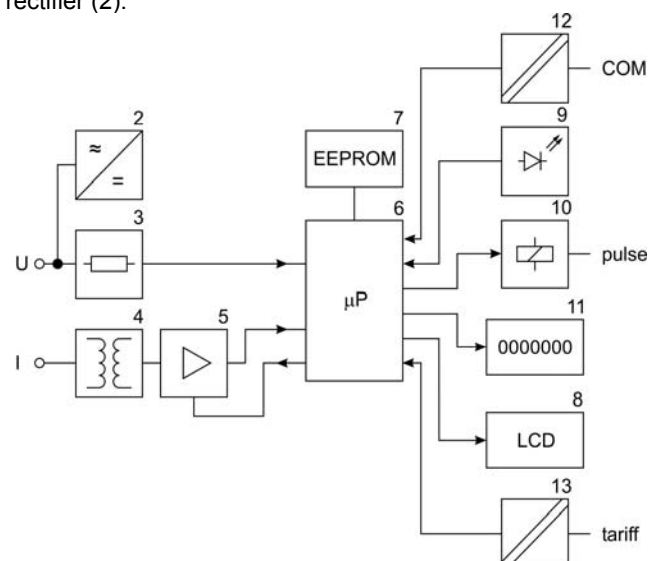 rectifier (2).
12
COM
2
7
9
≈
=
EEPROM
3
6
10
U
μP
pulse
4
5
11
I
0000000
8
LCD
13
tariff